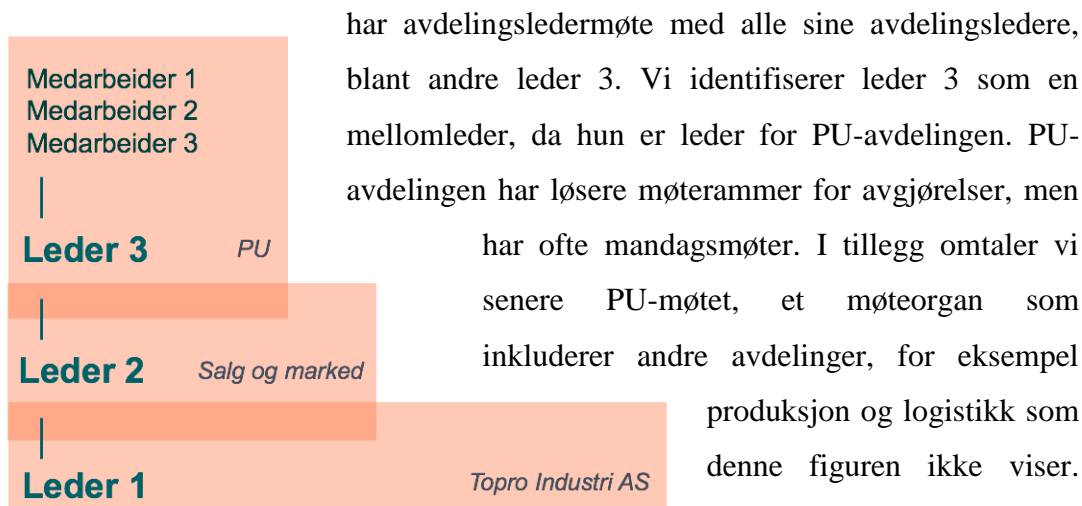 har avdelingsledermøte med alle sine avdelingsledere,
blant andre leder 3. Vi identifiserer leder 3 som en
mellomleder, da hun er leder for PU-avdelingen. PU-
avdelingen har løsere møterammer for avgjørelser, men
har ofte mandagsmøter. I tillegg omtaler vi
senere PU-møtet, et møteorgan som
inkluderer andre avdelinger, for eksempel
produksjon og logistikk som
denne figuren ikke viser.
Medarbeider 1
Medarbeider 2
Medarbeider 3
Leder 3 PU
Leder 2 Salg og marked
Leder 1 Topro Industri AS